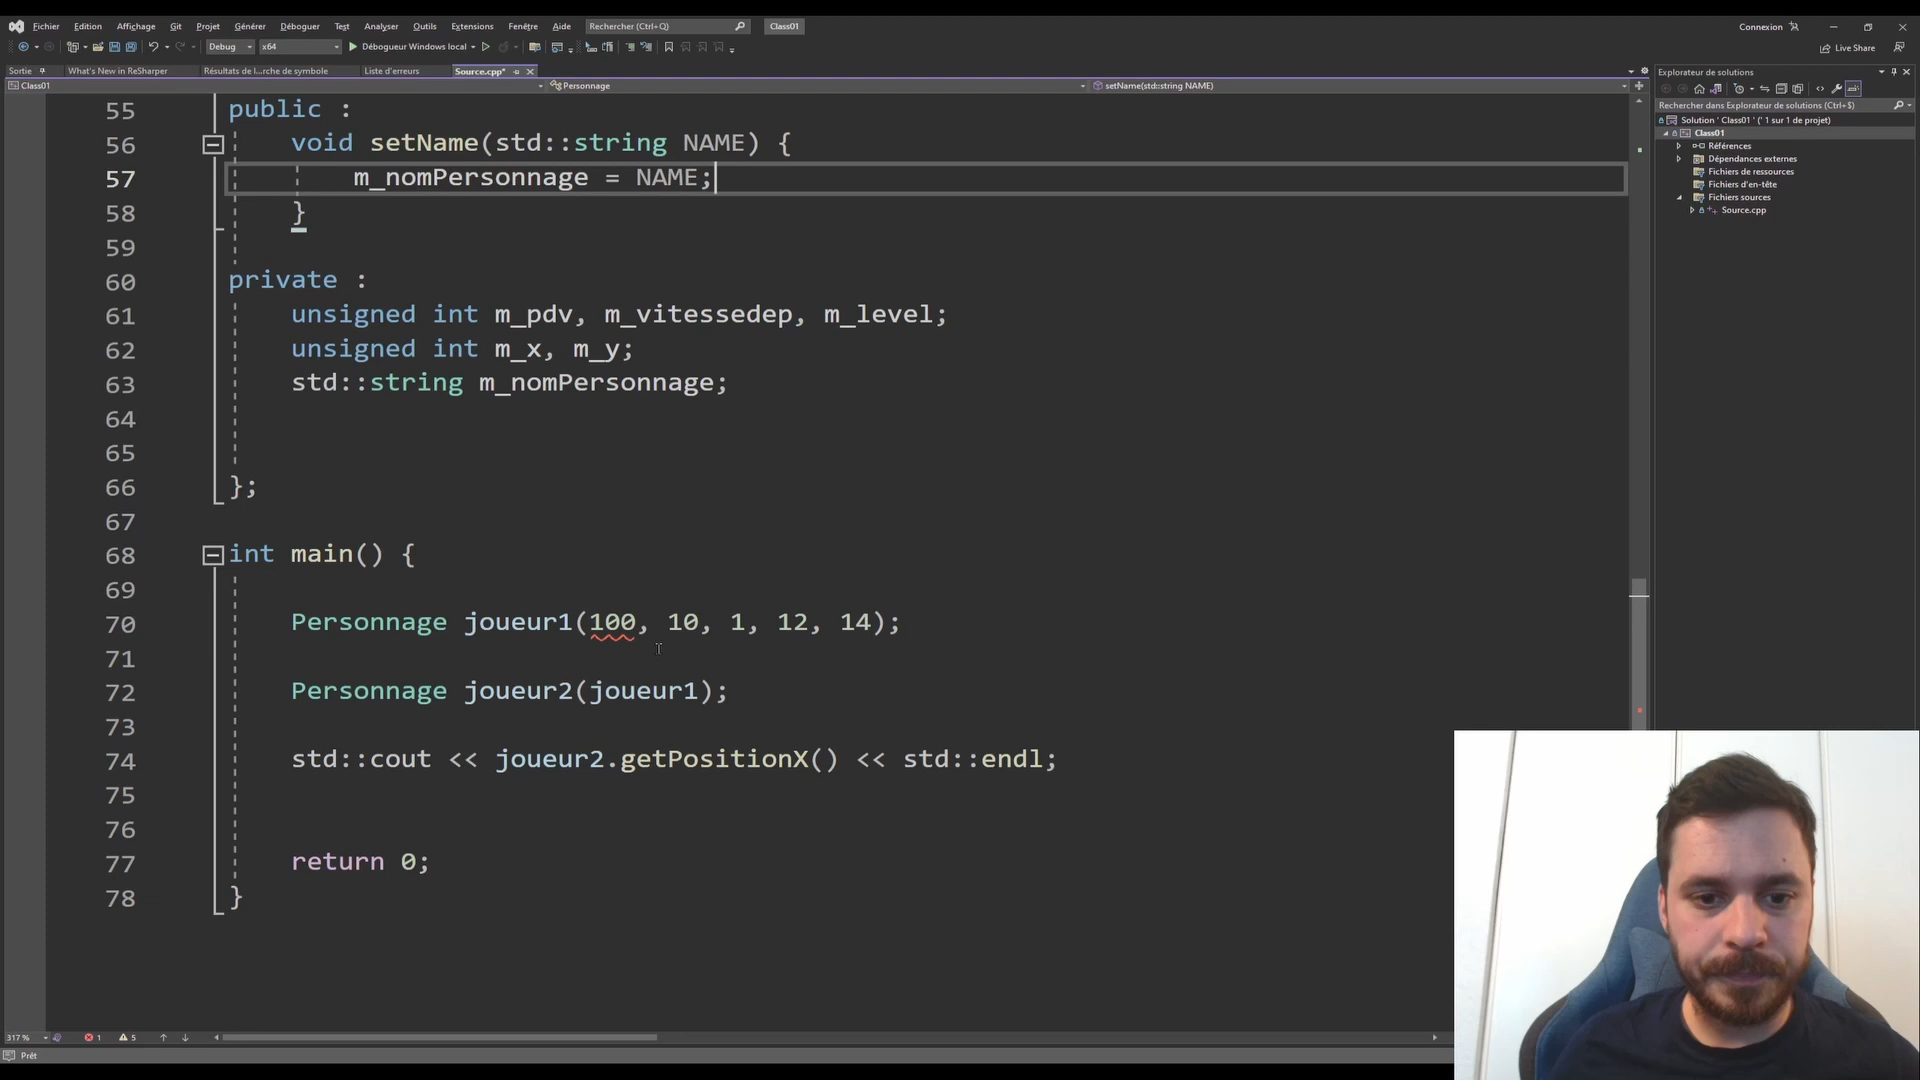 Fichier Edition Affichage Git Projet Générer Déboguer Test Analyser Outils Extensions Fenêtre Aide Rechercher (Ctrl+Q) Class01 Connexion
Debug x64 Débogueur Windows local Live Share
Sortie What's New in ReSharper Résultats de l...rche de symbole Liste d'erreurs Source.cpp*
Class01 Personnage setName(std::string NAME)
55 public :
56 void setName(std::string NAME) {
57 m_nomPersonnage = NAME;
58 }
59
60 private :
61 unsigned int m_pdv, m_vitessedep, m_level;
62 unsigned int m_x, m_y;
63 std::string m_nomPersonnage;
64
65
66 };
67
68 int main() {
69
70 Personnage joueur1(100, 10, 1, 12, 14);
71
72 Personnage joueur2(joueur1);
73
74 std::cout << joueur2.getPositionX() << std::endl;
75
76
77 return 0;
78 }
317 % 1 5
Prêt
Explorateur de solutions
Rechercher dans Explorateur de solutions (Ctrl+$)
Solution ' Class01 ' (' 1 sur 1 de projet)
Class01
Références
Dépendances externes
Fichiers de ressources
Fichiers d'en-tête
Fichiers sources
Source.cpp